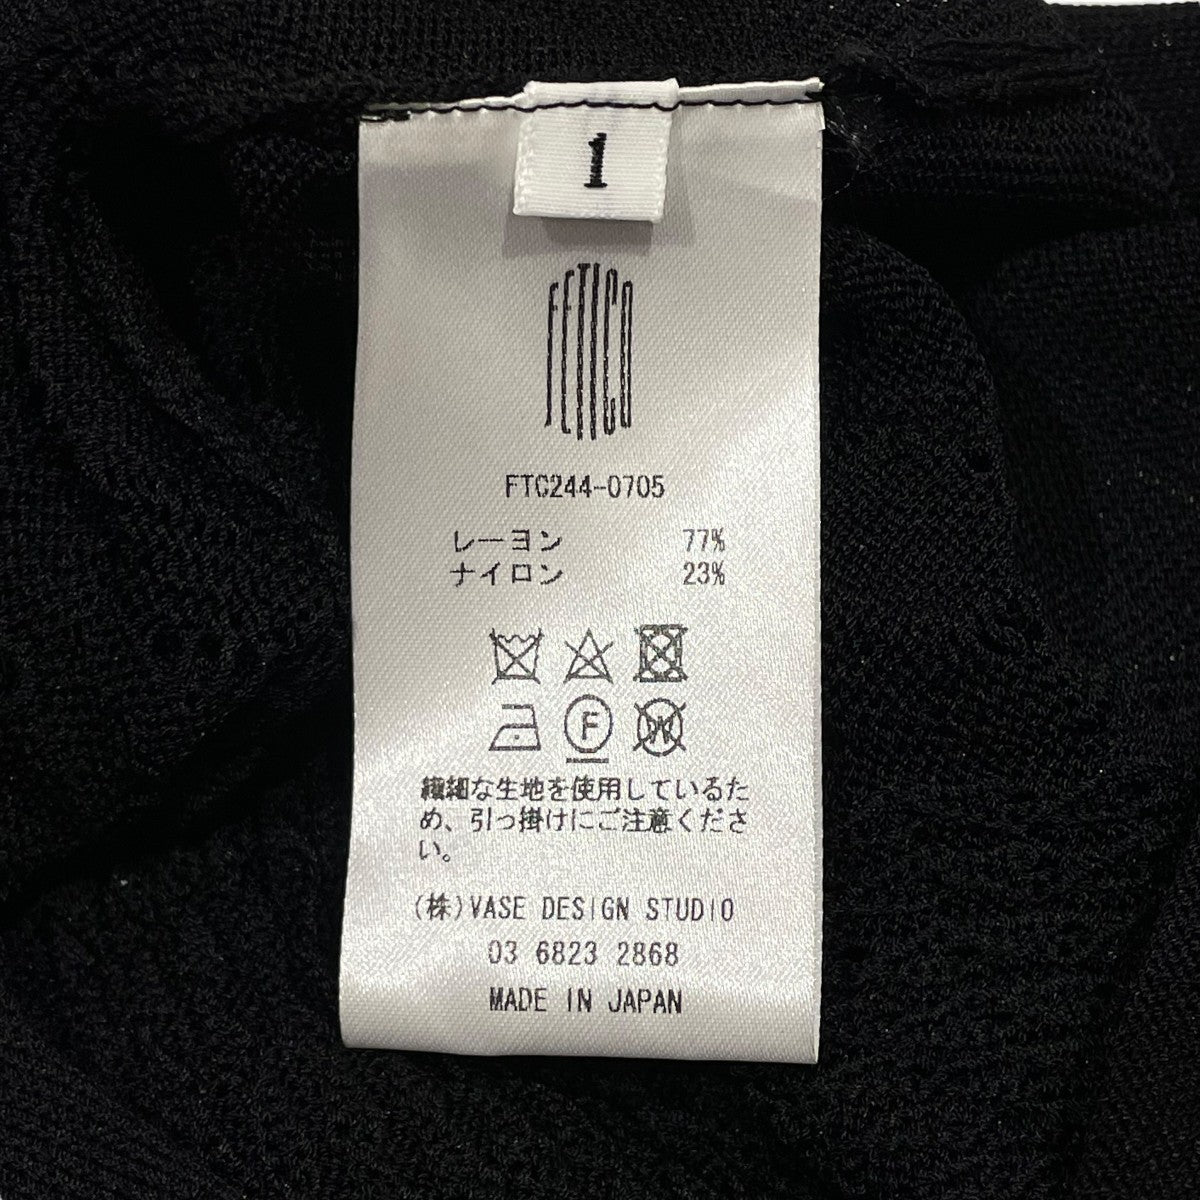 1
FETICO
FTC244-0705
レーヨン 77%
ナイロン 23%
F
W
繊細な生地を使用しているた
め、引っ掛けにご注意くださ
い。
(株)VASE DESIGN STUDIO
03 6823 2868
MADE IN JAPAN